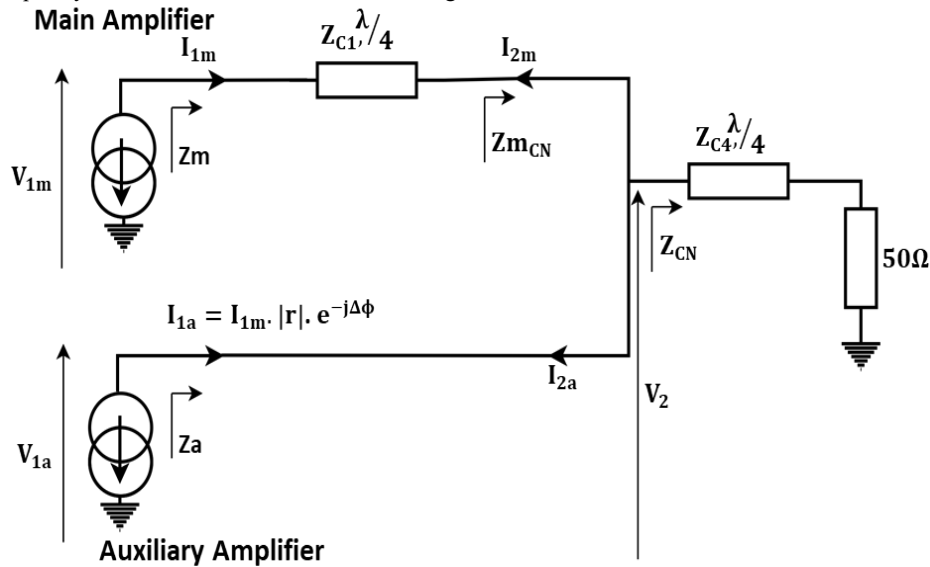 Main Amplifier
I1m
ZC1,λ/4
I2m
ZmCN
Zm
V1m
ZC4,λ/4
ZCN
50Ω
I1a = I1m. |r|. e^−jΔϕ
I2a
V2
Za
V1a
Auxiliary Amplifier